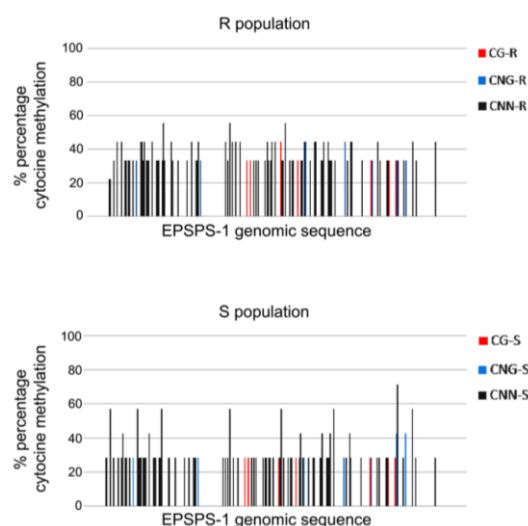 R population
100
80
60
40
20
0
% percentage
cytocine methylation
EPSPS-1 genomic sequence
CG-R
CNG-R
CNN-R
S population
100
80
60
40
20
0
% percentage
cytocine methylation
EPSPS-1 genomic sequence
CG-S
CNG-S
CNN-S